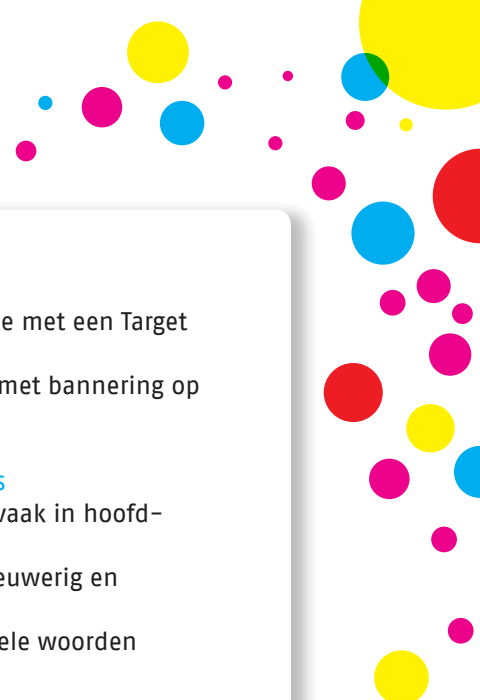 e met een Target
met bannering op
s
vaak in hoofd-
euwerig en
ele woorden